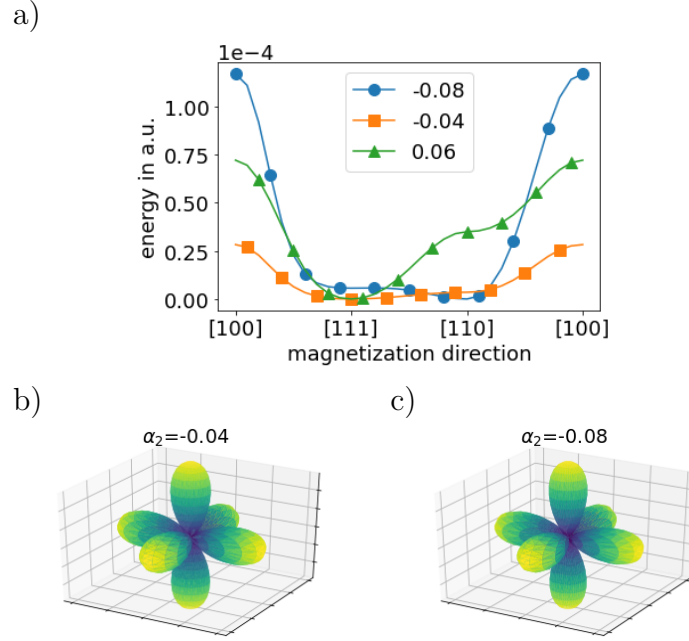 a)
1e−4
energy in a.u.
1.00
0.75
0.50
0.25
0.00
-0.08
-0.04
0.06
[100] [111] [110] [100]
magnetization direction
b) c)
α₂=-0.04 α₂=-0.08